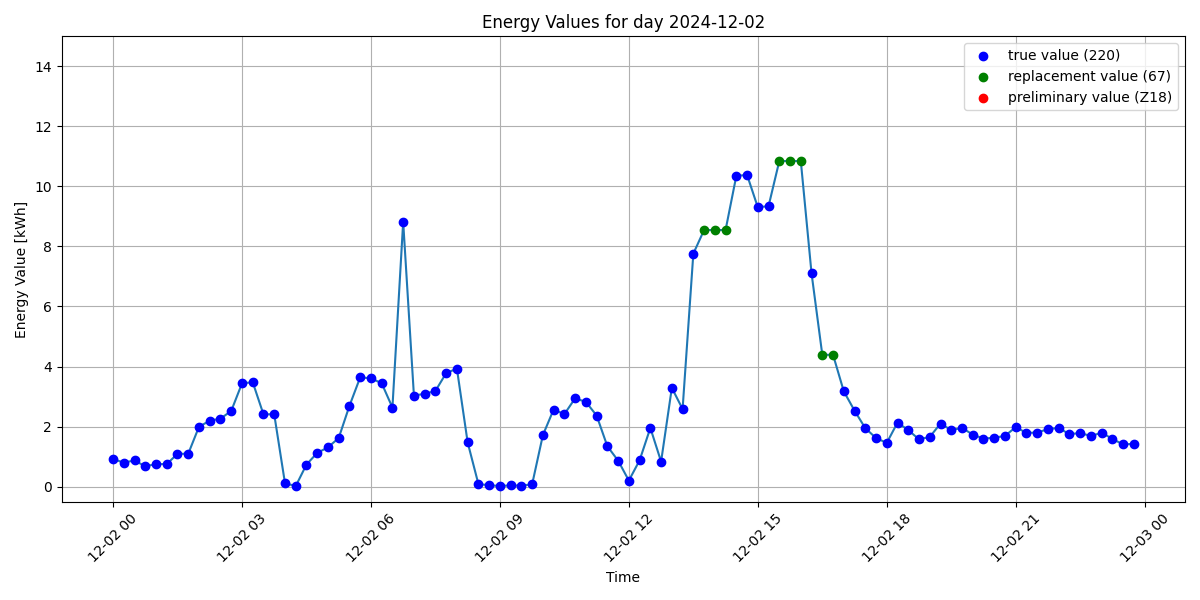 Energy Values for day 2024-12-02
true value (220)
replacement value (67)
preliminary value (Z18)
Energy Value [kWh]
14
12
10
8
6
4
2
0
12-02 00
12-02 03
12-02 06
12-02 09
12-02 12
12-02 15
12-02 18
12-02 21
12-03 00
Time